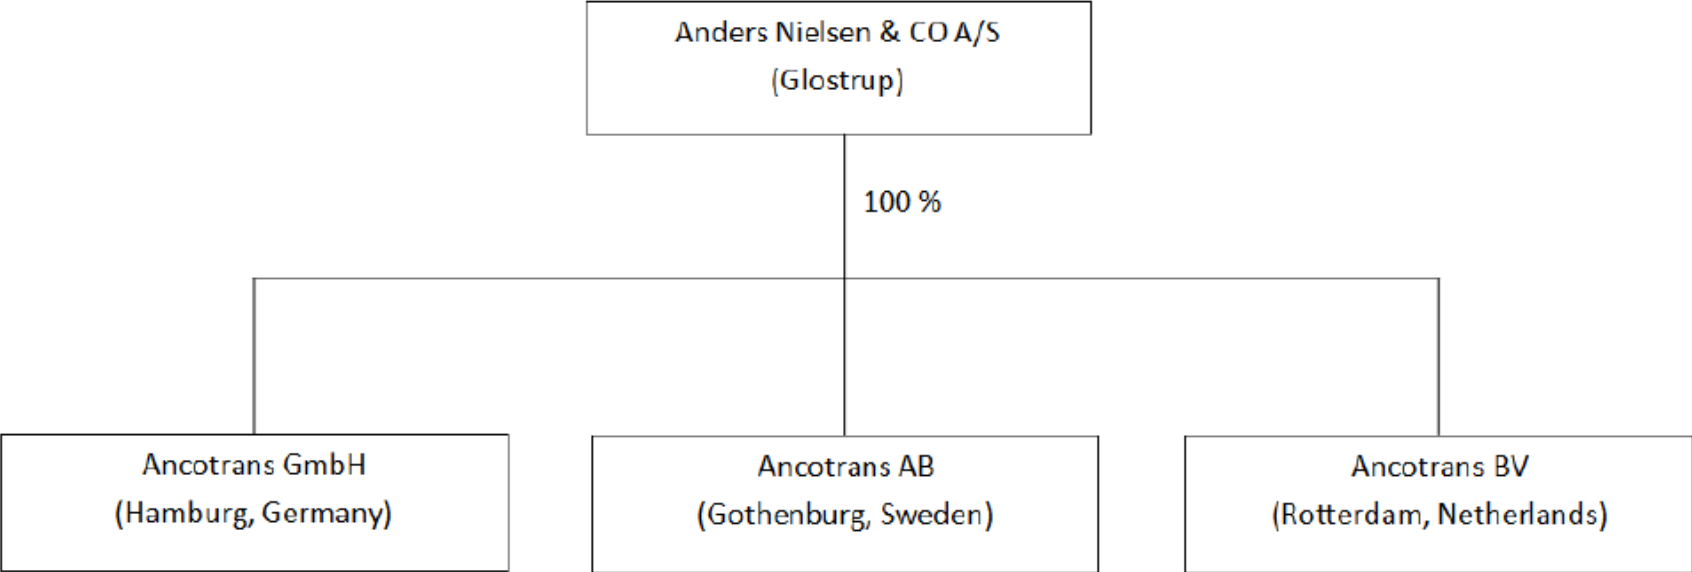 Anders Nielsen & CO A/S
(Glostrup)
100 %
Ancotrans GmbH
(Hamburg, Germany)
Ancotrans AB
(Gothenburg, Sweden)
Ancotrans BV
(Rotterdam, Netherlands)